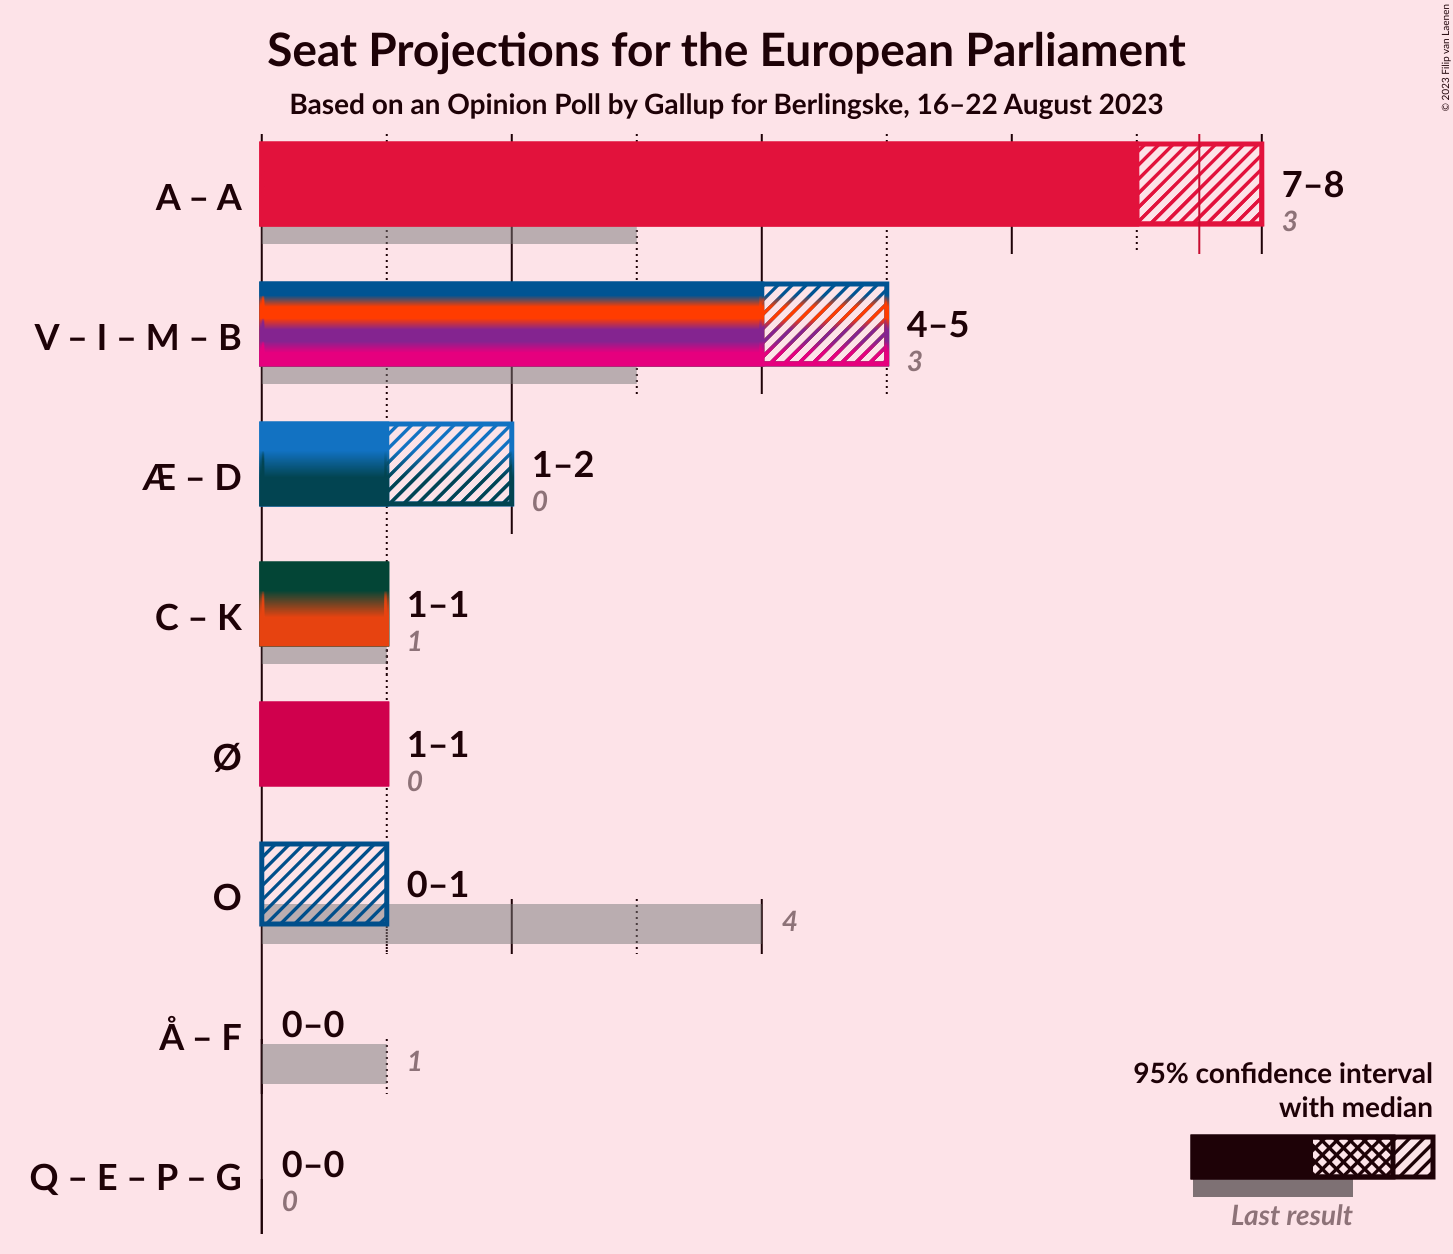 Seat Projections for the European Parliament
Based on an Opinion Poll by Gallup for Berlingske, 16–22 August 2023
© 2023 Filip van Laenen
A – A
7–8
3
V – I – M – B
4–5
3
Æ – D
1–2
0
C – K
1–1
1
Ø
1–1
0
O
0–1
4
Å – F
0–0
1
Q – E – P – G
0–0
0
95% confidence interval
with median
Last result